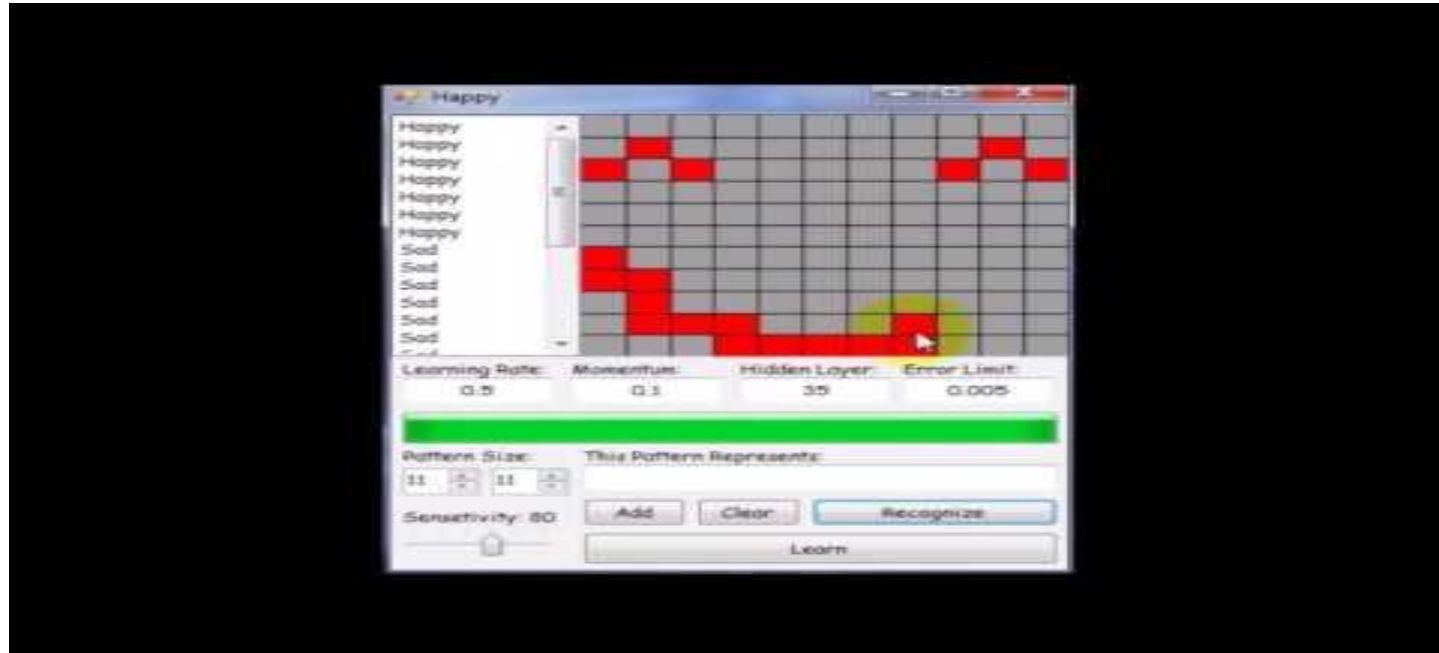 Happy
Happy
Happy
Happy
Happy
Happy
Happy
Happy
Sad
Sad
Sad
Sad
Sad
Sad
Learning Rate: Momentum: Hidden Layer: Error Limit:
0.5 0.1 35 0.005
Pattern Size: This Pattern Represents:
11 11
Sensetivity: 80 Add Clear Recognize
Learn